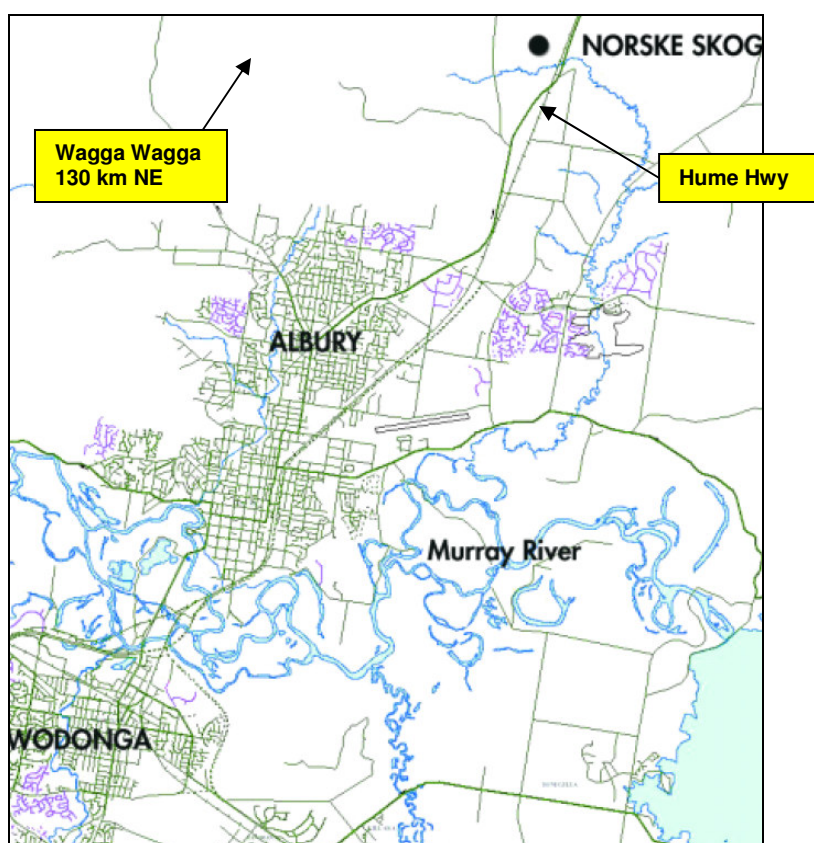 NORSKE SKOG
Wagga Wagga
130 km NE
Hume Hwy
ALBURY
Murray River
WODONGA